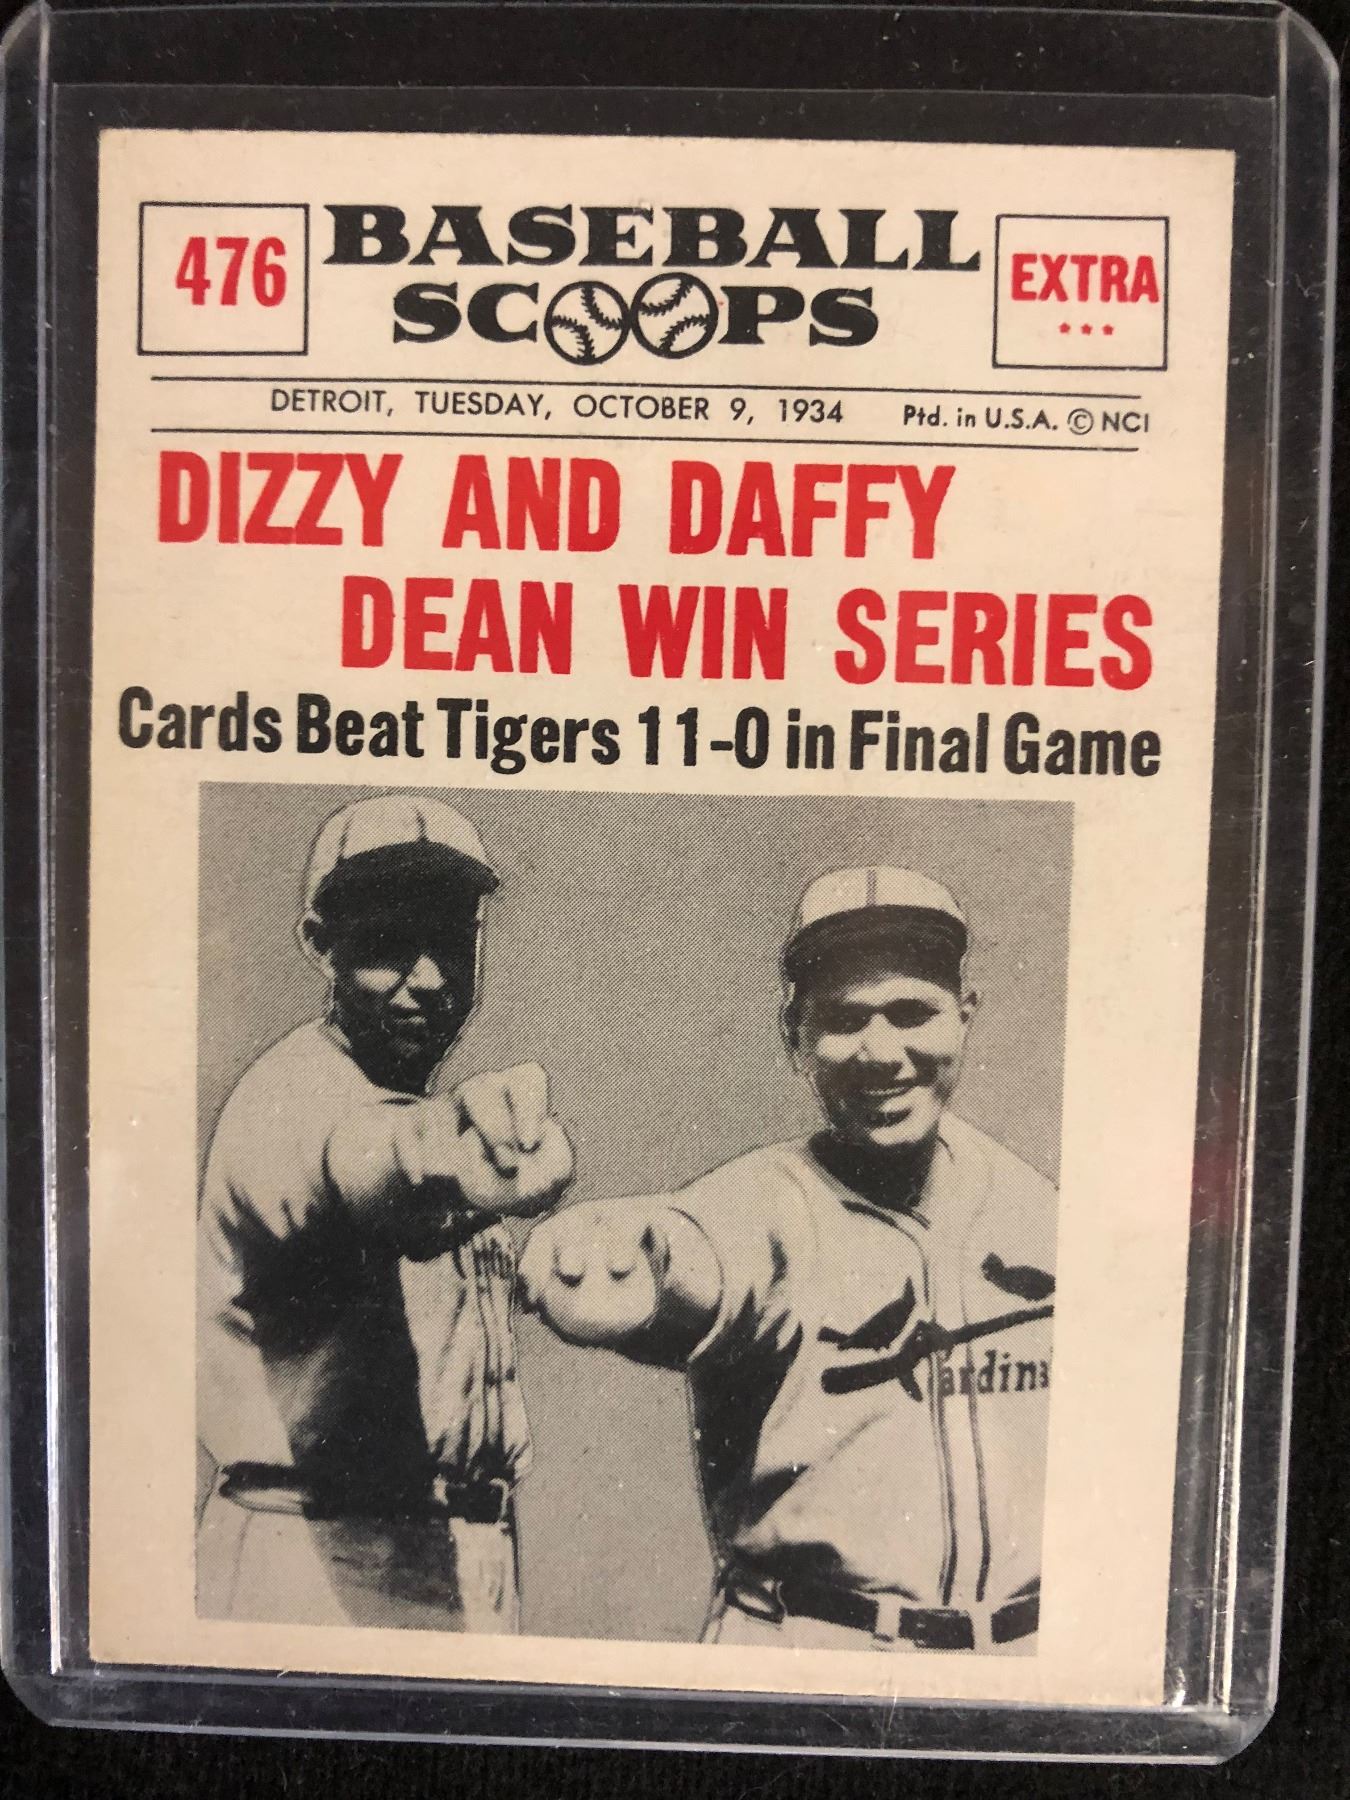 476
BASEBALL
SCOOPS
EXTRA
***
DETROIT, TUESDAY, OCTOBER 9, 1934 Ptd. in U.S.A. © NCI
DIZZY AND DAFFY
DEAN WIN SERIES
Cards Beat Tigers 11-0 in Final Game
ardina